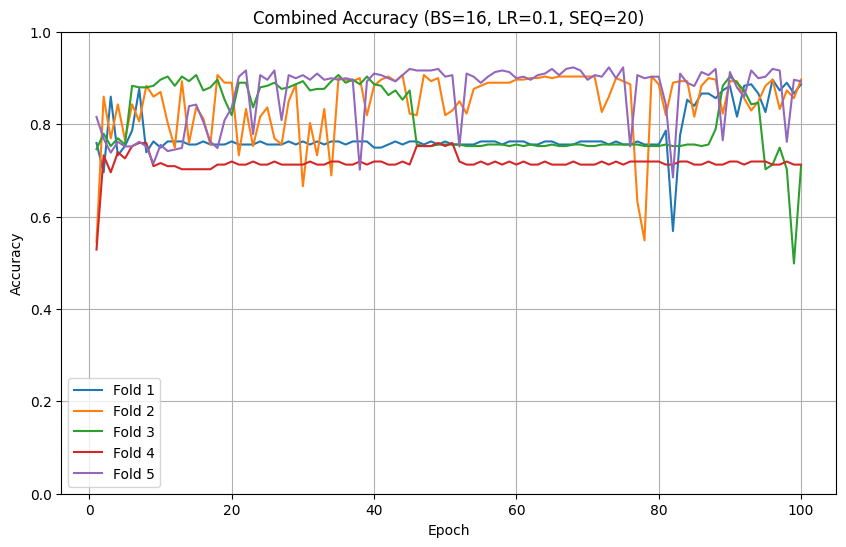 Combined Accuracy (BS=16, LR=0.1, SEQ=20)
1.0
0.8
0.6
0.4
0.2
0.0
Accuracy
Fold 1
Fold 2
Fold 3
Fold 4
Fold 5
0 20 40 60 80 100
Epoch